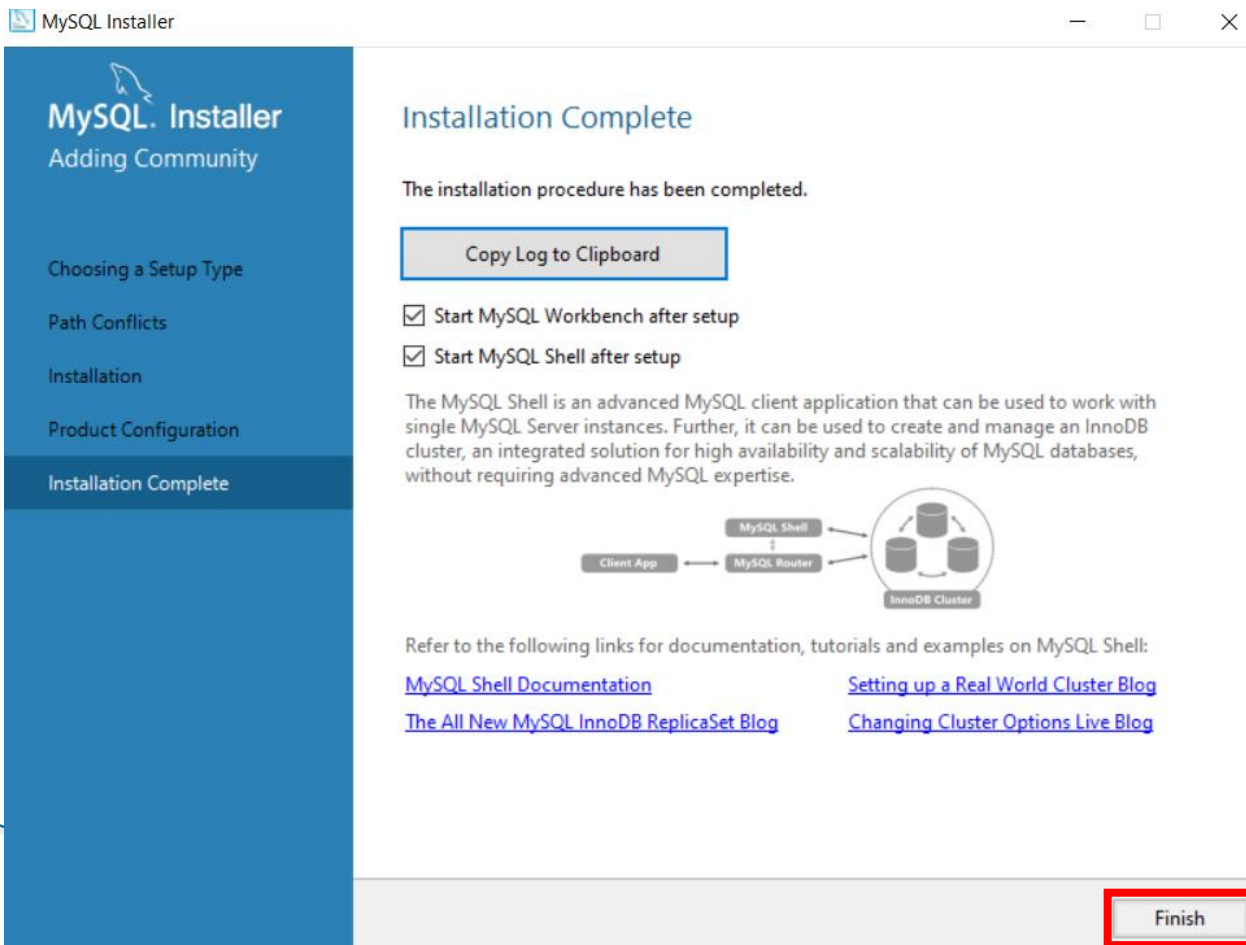 MySQL Installer
MySQL. Installer
Adding Community
Choosing a Setup Type
Path Conflicts
Installation
Product Configuration
Installation Complete
Installation Complete
The installation procedure has been completed.
Copy Log to Clipboard
Start MySQL Workbench after setup
Start MySQL Shell after setup
The MySQL Shell is an advanced MySQL client application that can be used to work with
single MySQL Server instances. Further, it can be used to create and manage an InnoDB
cluster, an integrated solution for high availability and scalability of MySQL databases,
without requiring advanced MySQL expertise.
MySQL Shell
Client App
MySQL Router
InnoDB Cluster
Refer to the following links for documentation, tutorials and examples on MySQL Shell:
MySQL Shell Documentation
Setting up a Real World Cluster Blog
The All New MySQL InnoDB ReplicaSet Blog
Changing Cluster Options Live Blog
Finish